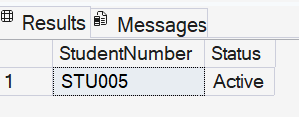 Results Messages
StudentNumber Status
1 STU005 Active